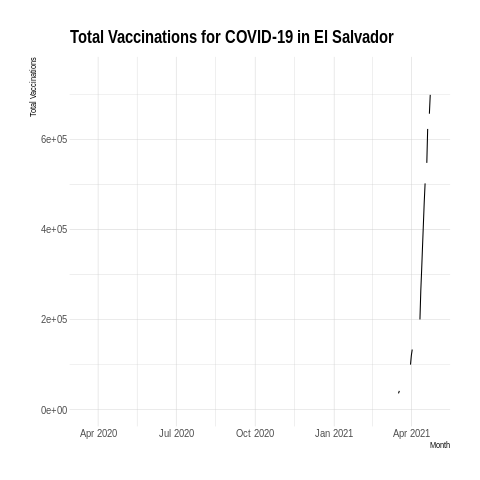 Total Vaccinations for COVID-19 in El Salvador
Total Vaccinations
6e+05
4e+05
2e+05
0e+00
Apr 2020 Jul 2020 Oct 2020 Jan 2021 Apr 2021
Month